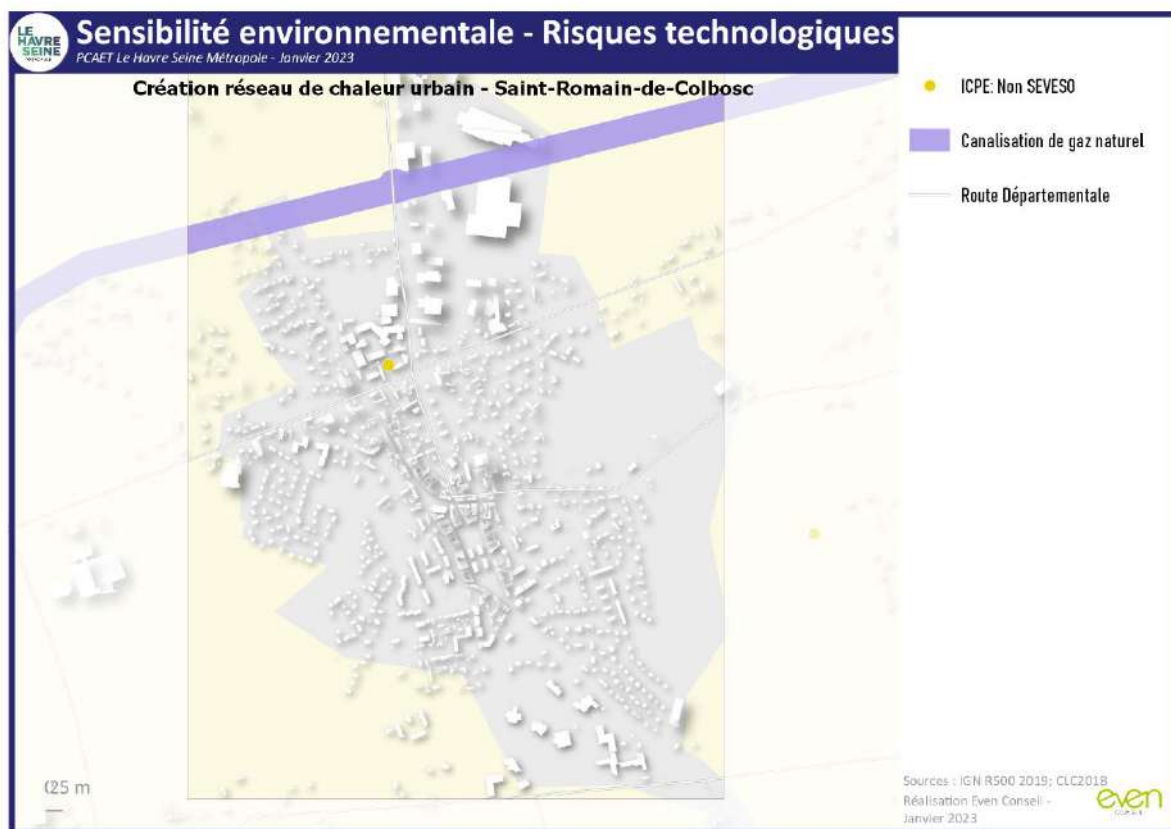 LE
HAVRE
SEINE
Sensibilité environnementale - Risques technologiques
PCAET Le Havre Seine Métropole - Janvier 2023
Création réseau de chaleur urbain - Saint-Romain-de-Colbosc
ICPE: Non SEVESO
Canalisation de gaz naturel
Route Départementale
25 m
Sources : IGN R500 2019; CLC2018
Réalisation Even Conseil -
Janvier 2023
even